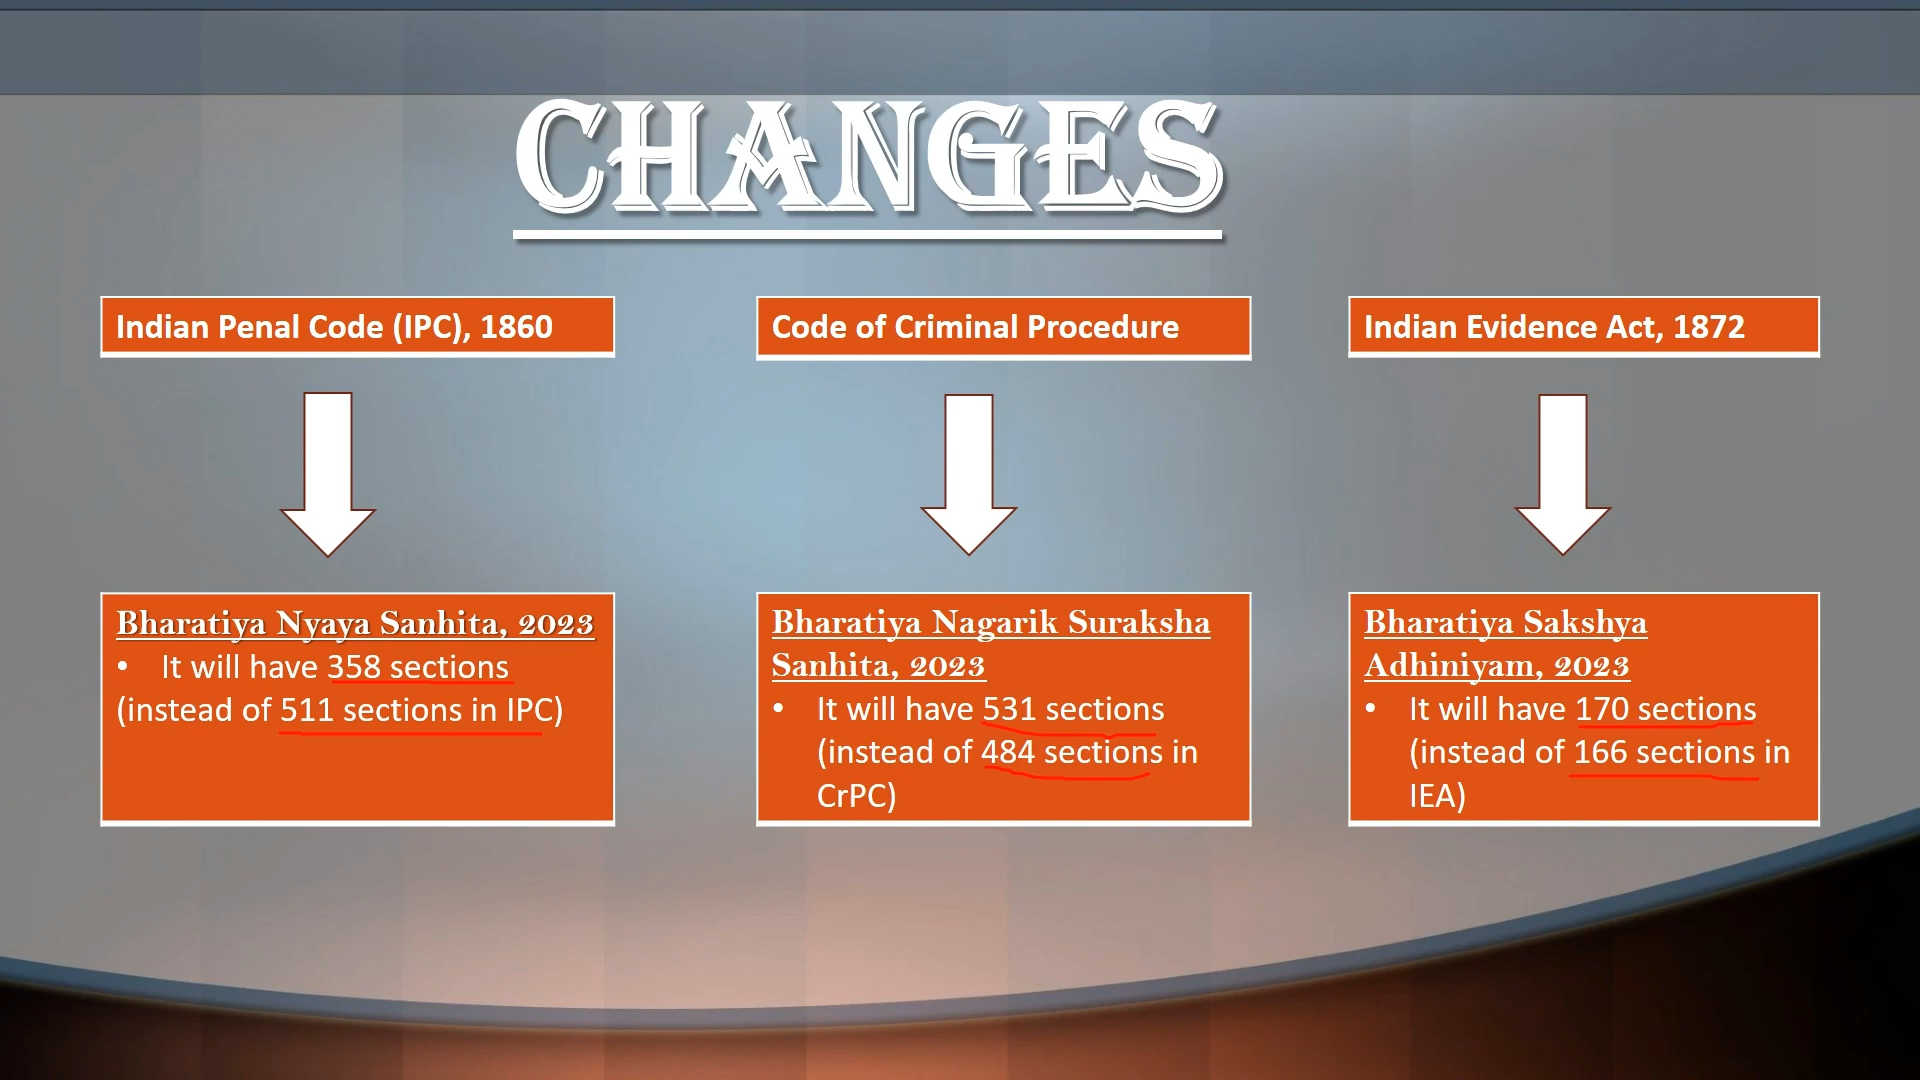 CHANGES
Indian Penal Code (IPC), 1860
Code of Criminal Procedure
Indian Evidence Act, 1872
Bharatiya Nyaya Sanhita, 2023
• It will have 358 sections
(instead of 511 sections in IPC)
Bharatiya Nagarik Suraksha
Sanhita, 2023
• It will have 531 sections
(instead of 484 sections in
CrPC)
Bharatiya Sakshya
Adhiniyam, 2023
• It will have 170 sections
(instead of 166 sections in
IEA)